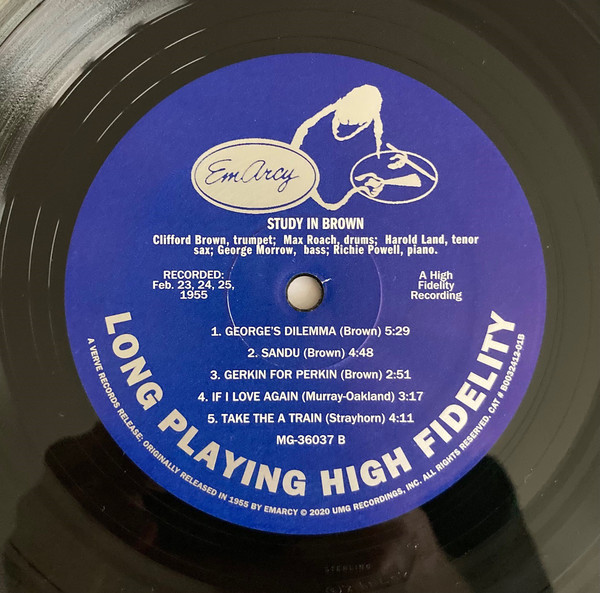 EmArcy
STUDY IN BROWN
Clifford Brown, trumpet; Max Roach, drums; Harold Land, tenor
sax; George Morrow, bass; Richie Powell, piano.
RECORDED:
Feb. 23, 24, 25,
1955
A High
Fidelity
Recording
1. GEORGE'S DILEMMA (Brown) 5:29
2. SANDU (Brown) 4:48
3. GERKIN FOR PERKIN (Brown) 2:51
4. IF I LOVE AGAIN (Murray-Oakland) 3:17
5. TAKE THE A TRAIN (Strayhorn) 4:11
MG-36037 B
LONG PLAYING HIGH FIDELITY
A VERVE RECORDS RELEASE; ORIGINALLY RELEASED IN 1955 BY EMARCY © 2020 UMG RECORDINGS, INC. ALL RIGHTS RESERVED. CAT # B0032413-01B
STERLING